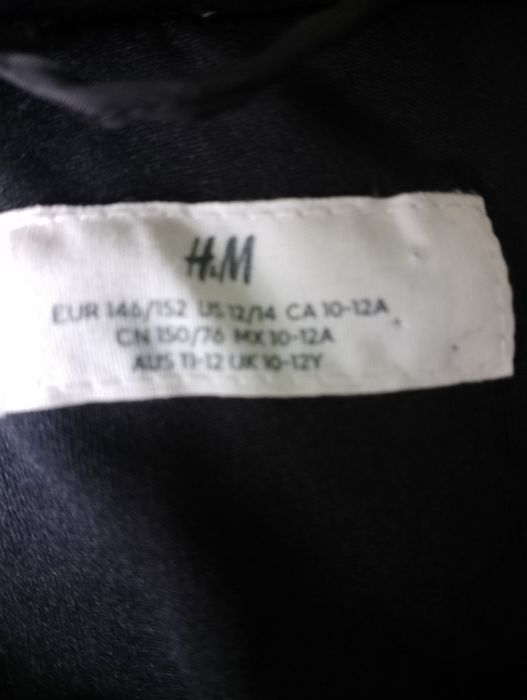 H&M
EUR 146/152 US 12/14 CA 10-12A
CN 150/76 MX 10-12A
AUS 11-12 UK 10-12Y